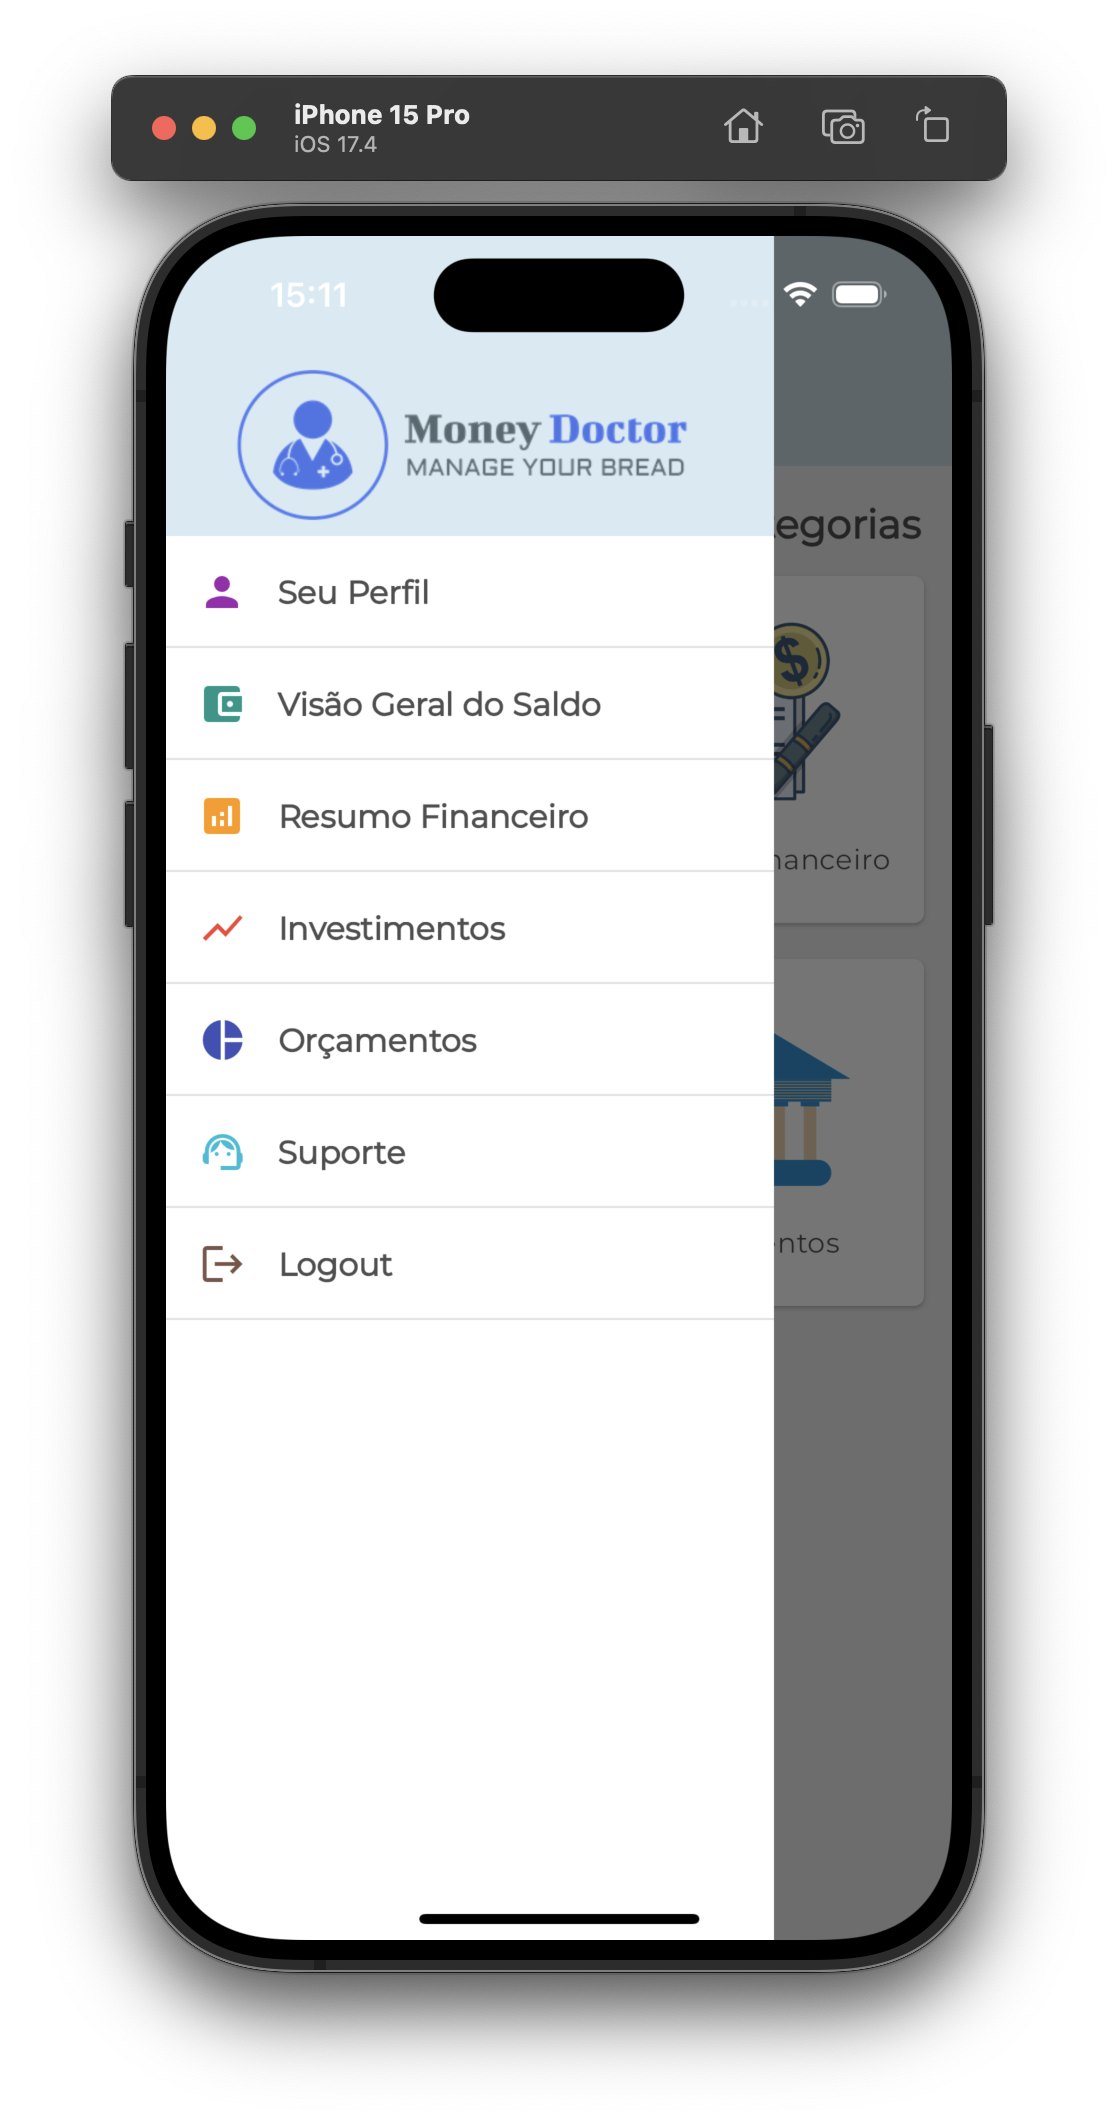 iPhone 15 Pro
iOS 17.4
15:11
Money Doctor
MANAGE YOUR BREAD
egorias
Seu Perfil
Visão Geral do Saldo
Resumo Financeiro
nanceiro
Investimentos
Orçamentos
Suporte
ntos
Logout